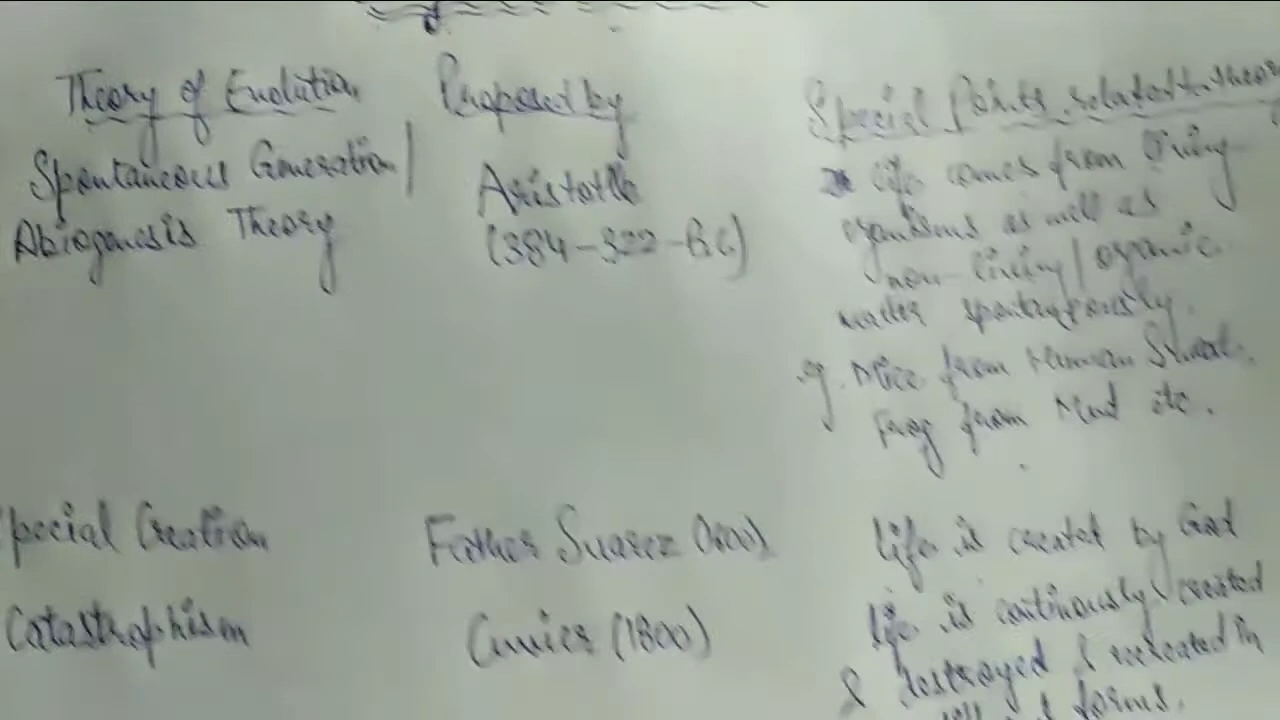 Theory of Evolution Proposed by Special Points related to theory
Spontaneous Generation/ Aristotle life comes from living
Abiogenesis Theory (384-322-BC) organisms as well as
non-living/organic
matter spontaneously.
eg. Mice from Human Sweat.
Frog from Mud etc.
Special Creation Father Suarez life is created by God
Catastrophism Cuvier (1800) life is continuously created
& destroyed & recreated in
forms.